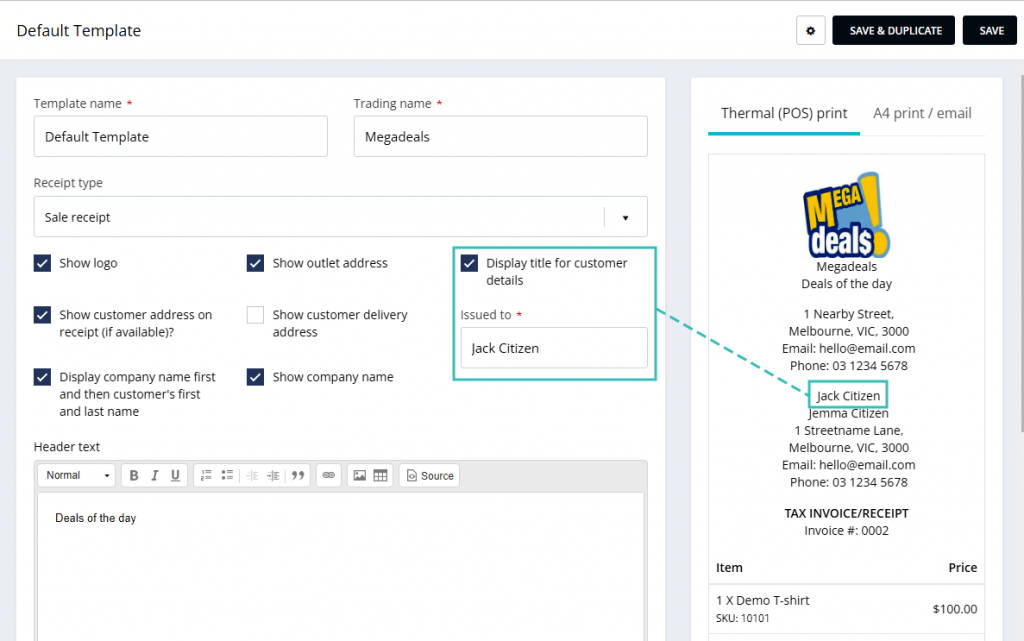 Default Template
SAVE & DUPLICATE
SAVE
Template name *
Default Template
Trading name *
Megadeals
Receipt type
Sale receipt
Show logo
Show outlet address
Display title for customer
details
Show customer address on
receipt (if available)?
Show customer delivery
address
Issued to *
Jack Citizen
Display company name first
and then customer's first
and last name
Show company name
Header text
Normal
B I U
Source
Deals of the day
Thermal (POS) print
A4 print / email
MEGA
deals!
Megadeals
Deals of the day
1 Nearby Street,
Melbourne, VIC, 3000
Email: hello@email.com
Phone: 03 1234 5678
Jack Citizen
Jemma Citizen
1 Streetname Lane,
Melbourne, VIC, 3000
Email: hello@email.com
Phone: 03 1234 5678
TAX INVOICE/RECEIPT
Invoice #: 0002
Item Price
1 X Demo T-shirt
SKU: 10101
$100.00